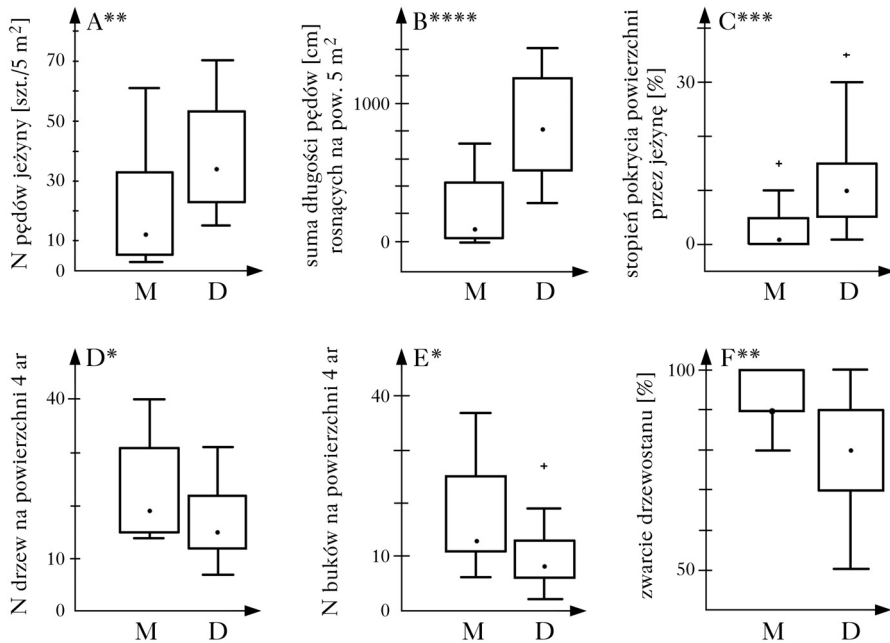 A**
N pędów jeżyny [szt./5 m²]
70
50
30
10
0
M
D
B****
suma długości pędów [cm]
rosnących na pow. 5 m²
1000
0
M
D
C***
stopień pokrycia powierzchni
przez jeżynę [%]
30
0
M
D
D*
N drzew na powierzchni 4 ar
40
10
0
M
D
E*
N buków na powierzchni 4 ar
40
10
0
M
D
F**
zwarcie drzewostanu [%]
100
50
M
D